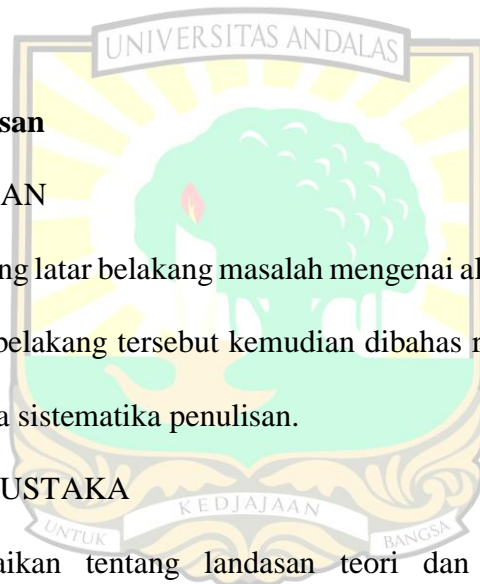 UNIVERSITAS ANDALAS
san
AN
ng latar belakang masalah mengenai al
belakang tersebut kemudian dibahas r
a sistematika penulisan.
USTAKA
KEDJAJAAN
UNTUK BANGSA
aikan tentang landasan teori dan